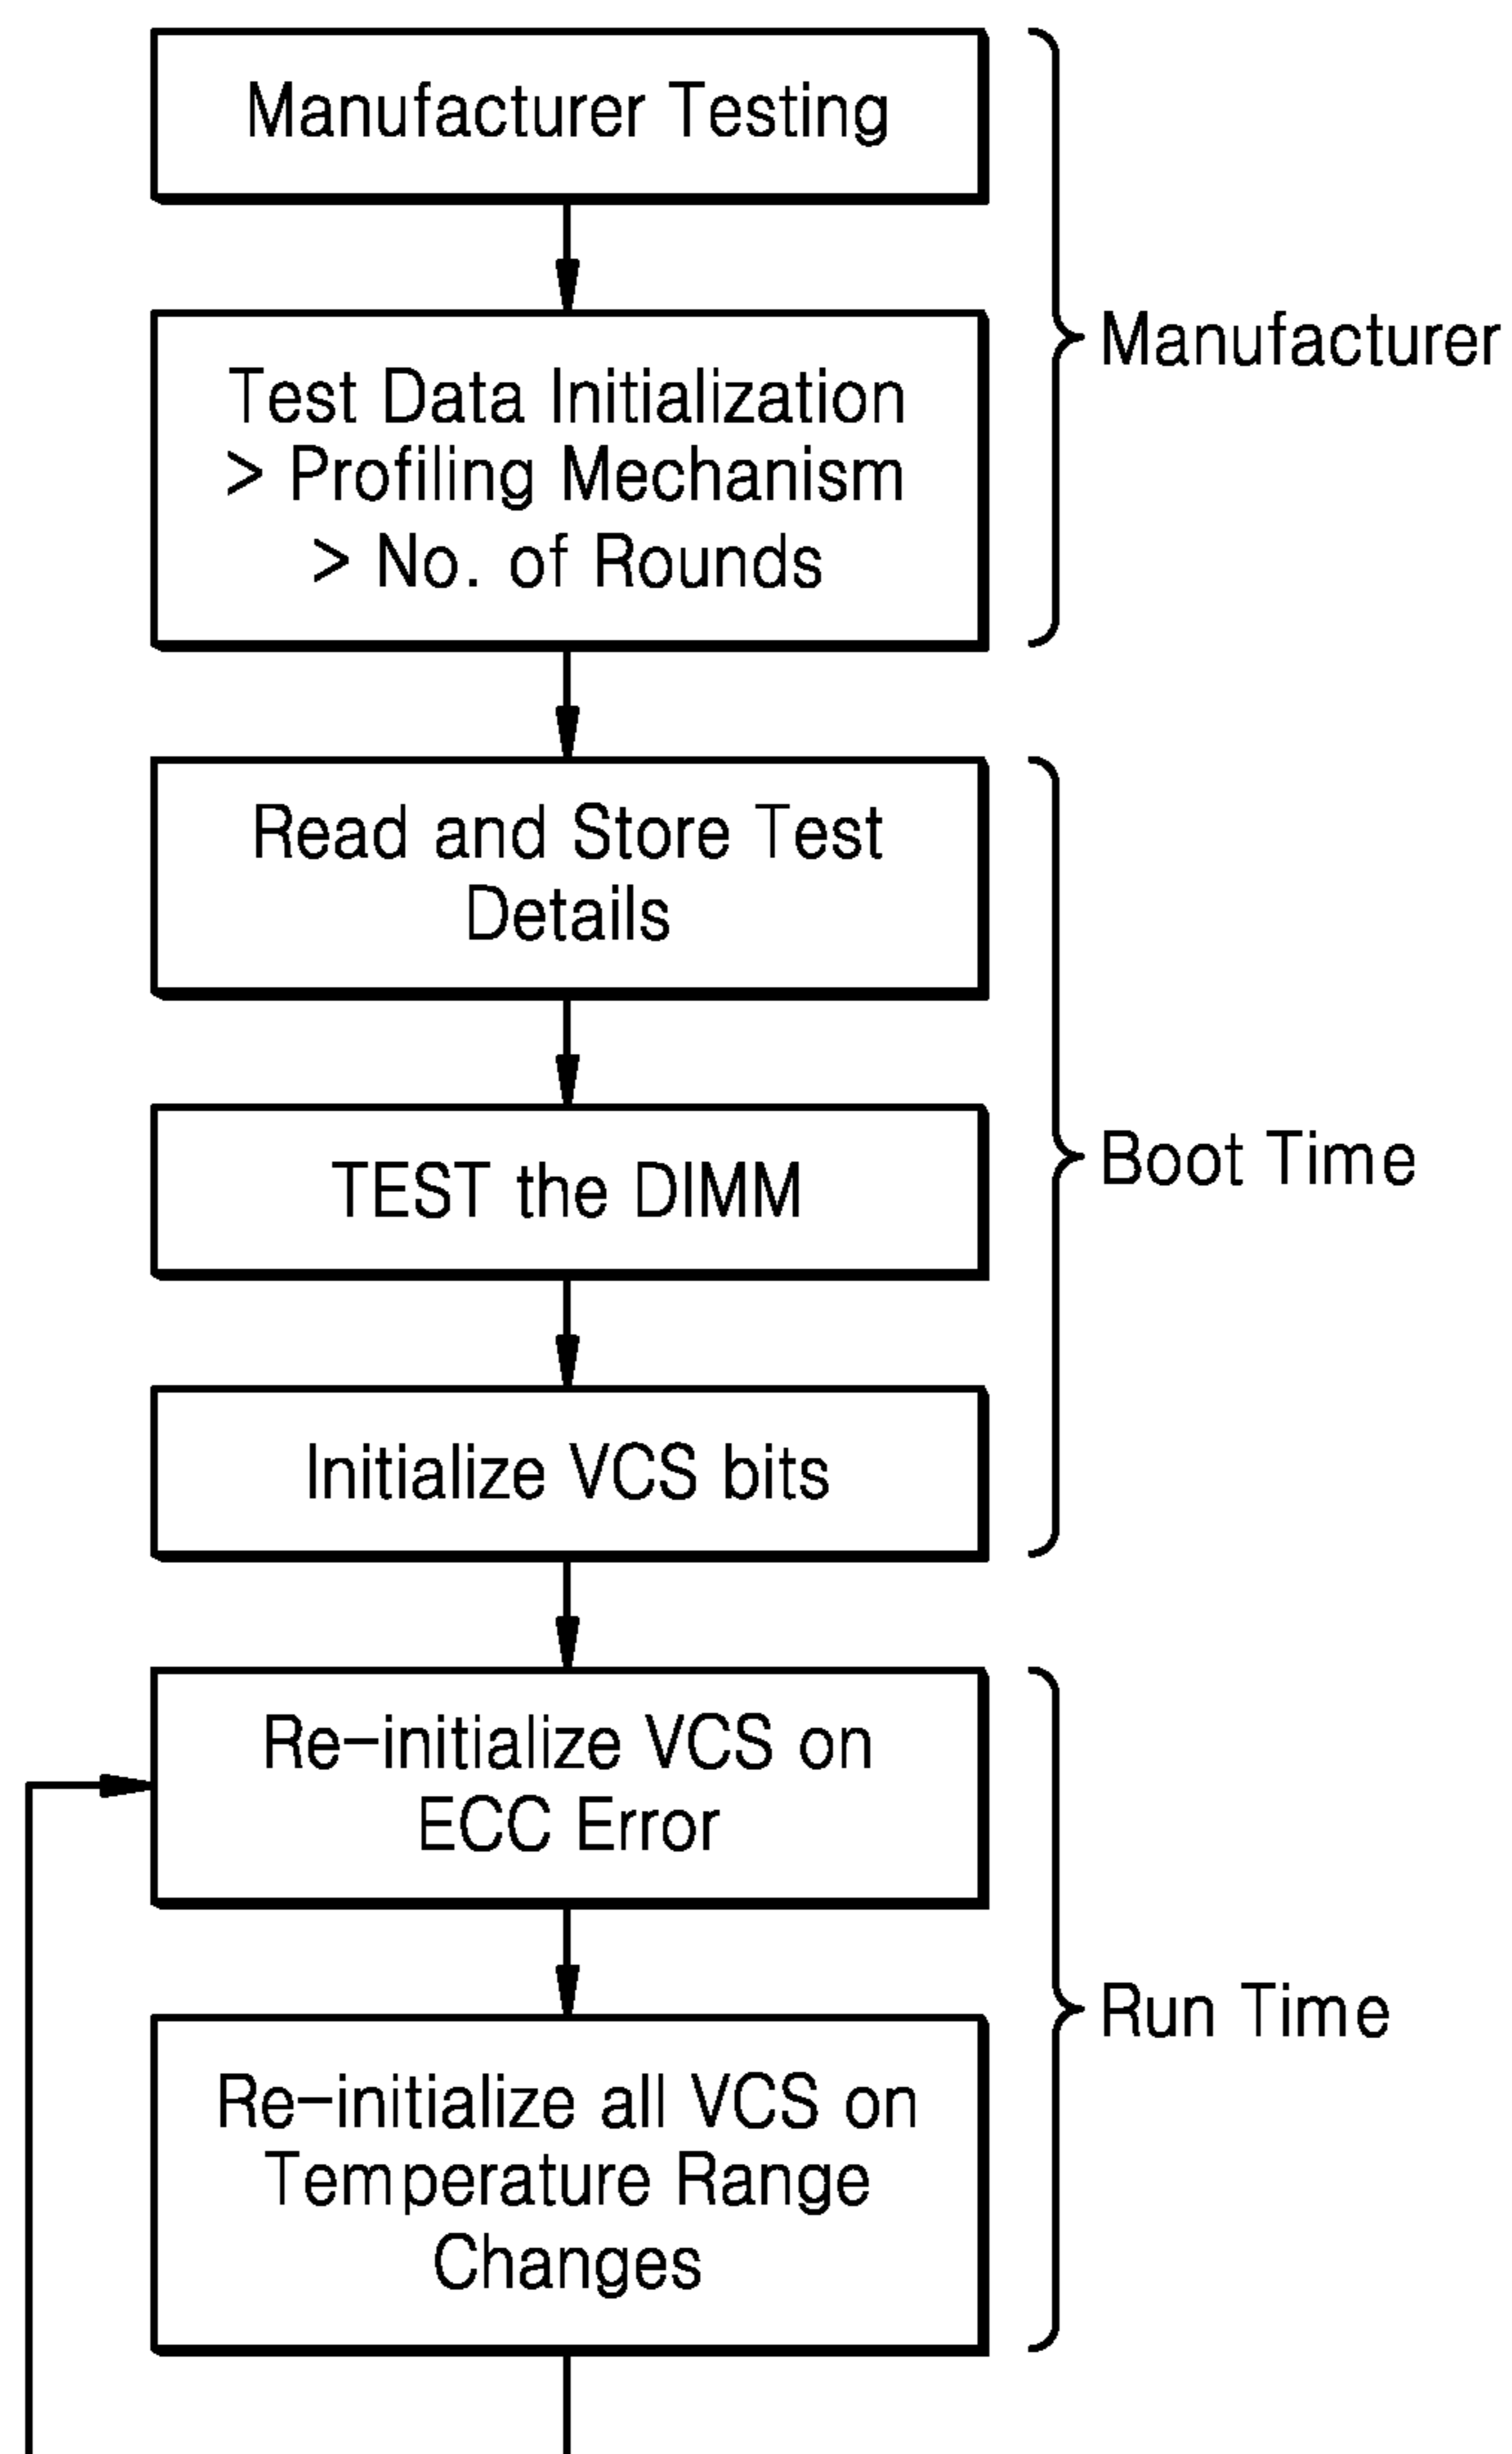 Manufacturer Testing
Test Data Initialization
> Profiling Mechanism
> No. of Rounds
Manufacturer
Read and Store Test
Details
TEST the DIMM
Initialize VCS bits
Boot Time
Re-initialize VCS on
ECC Error
Re-initialize all VCS on
Temperature Range
Changes
Run Time